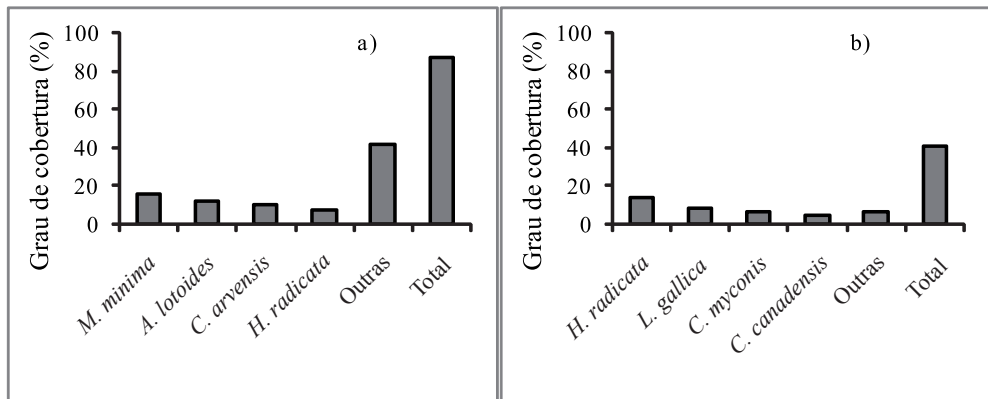 a)
Grau de cobertura (%)
100
80
60
40
20
0
M. minima
A. lotoides
C. arvensis
H. radicata
Outras
Total
b)
Grau de cobertura (%)
100
80
60
40
20
0
H. radicata
L. gallica
C. myconis
C. canadensis
Outras
Total